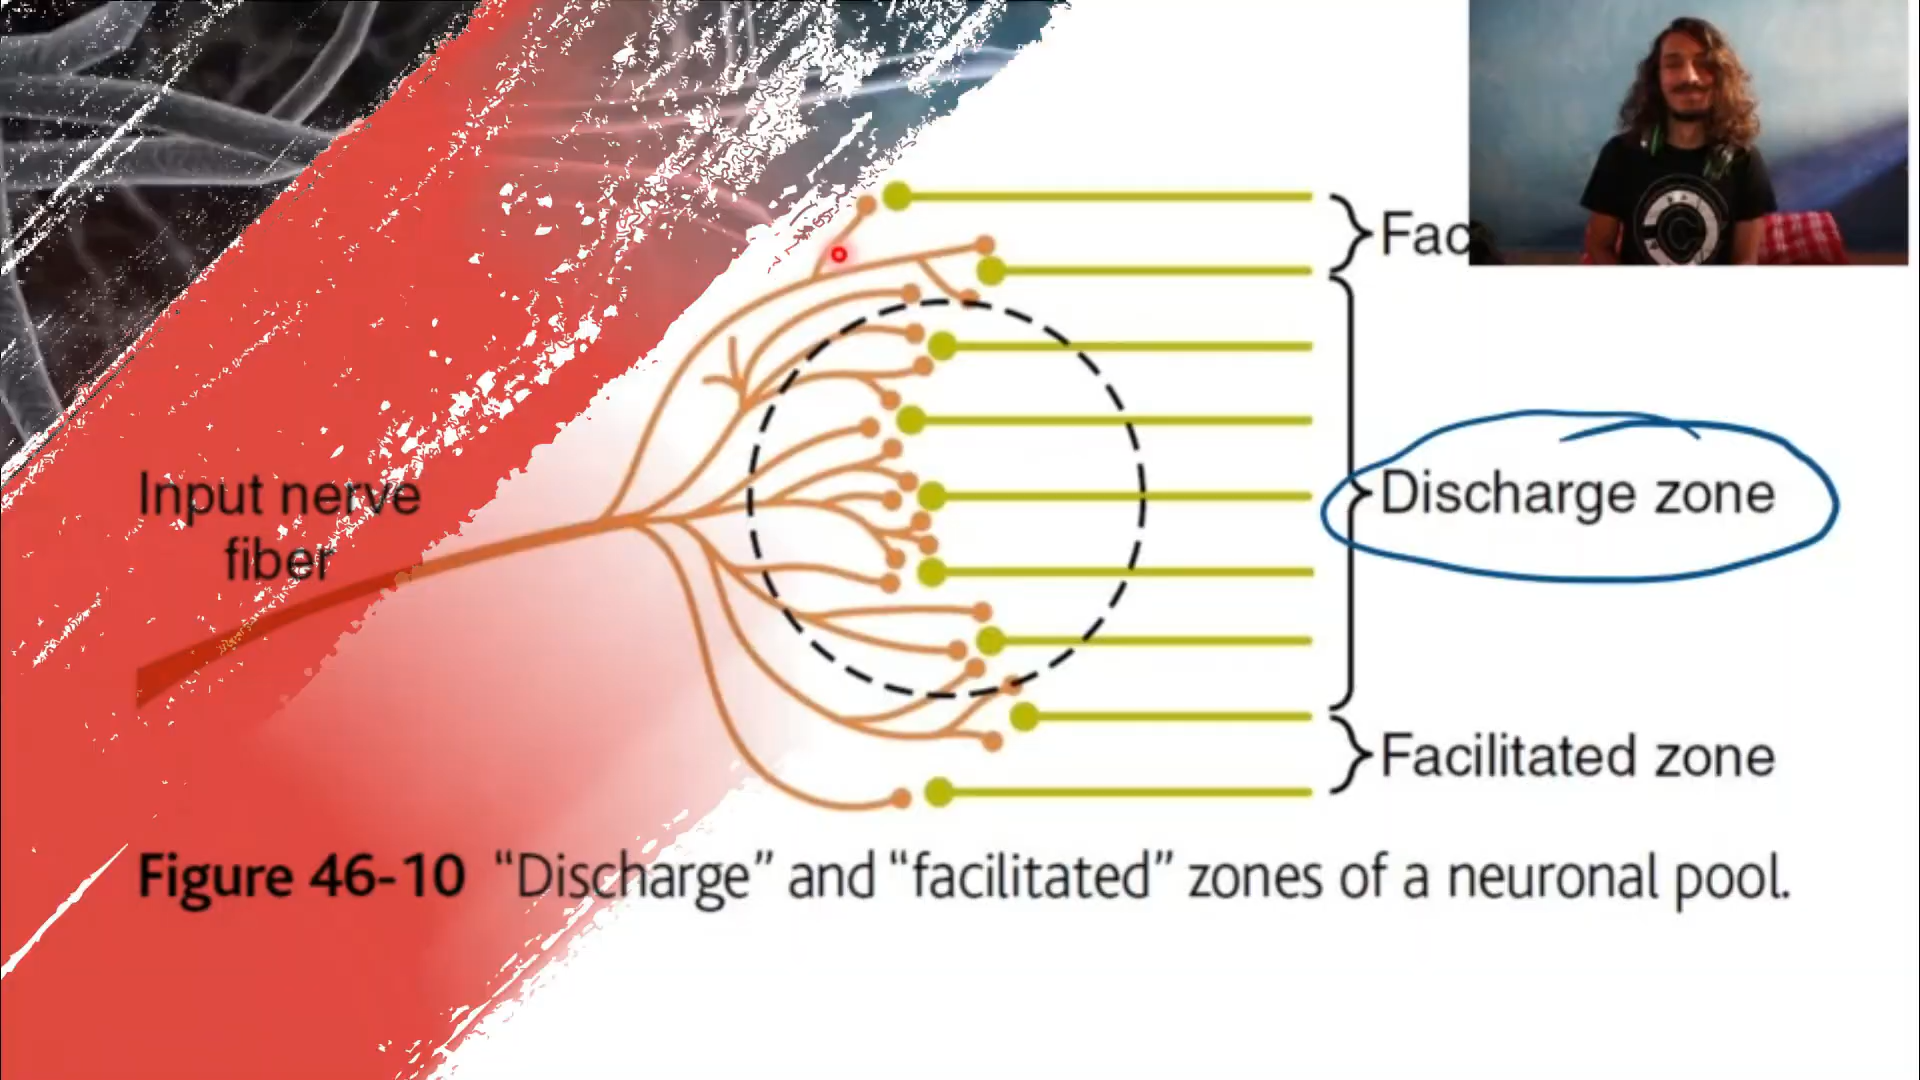 Fac
Input nerve
fiber
Discharge zone
Facilitated zone
Figure 46-10 “Discharge” and “facilitated” zones of a neuronal pool.